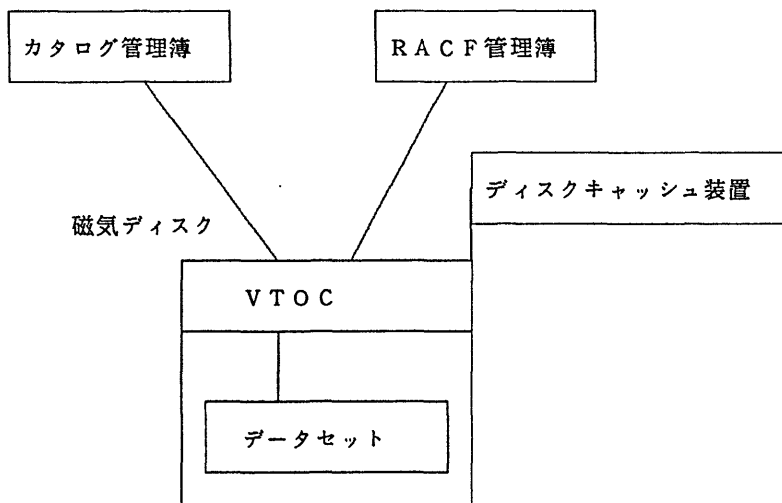 カタログ管理簿
ＲＡＣＦ管理簿
ディスクキャッシュ装置
磁気ディスク
ＶＴＯＣ
データセット